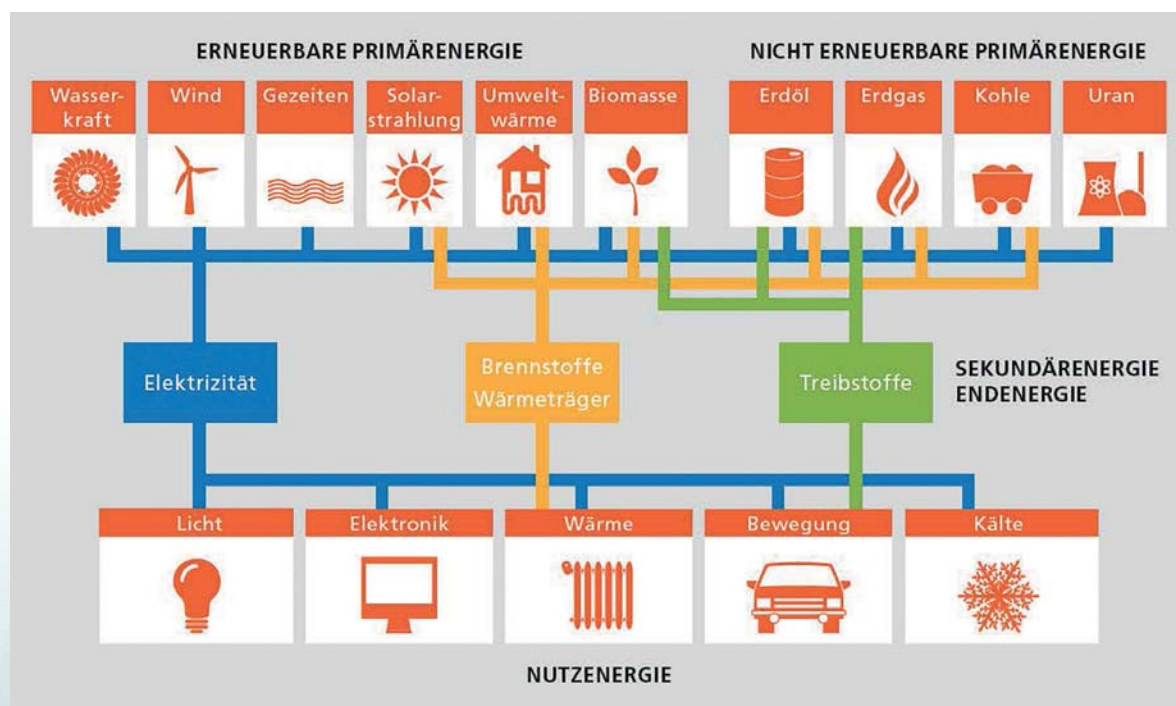 ERNEUERBARE PRIMÄRENERGIE
NICHT ERNEUERBARE PRIMÄRENERGIE
Wasser-
kraft
Wind
Gezeiten
Solar-
strahlung
Umwelt-
wärme
Biomasse
Erdöl
Erdgas
Kohle
Uran
Elektrizität
Brennstoffe
Wärmeträger
Treibstoffe
SEKUNDÄRENERGIE
ENDENERGIE
Licht
Elektronik
Wärme
Bewegung
Kälte
NUTZENERGIE